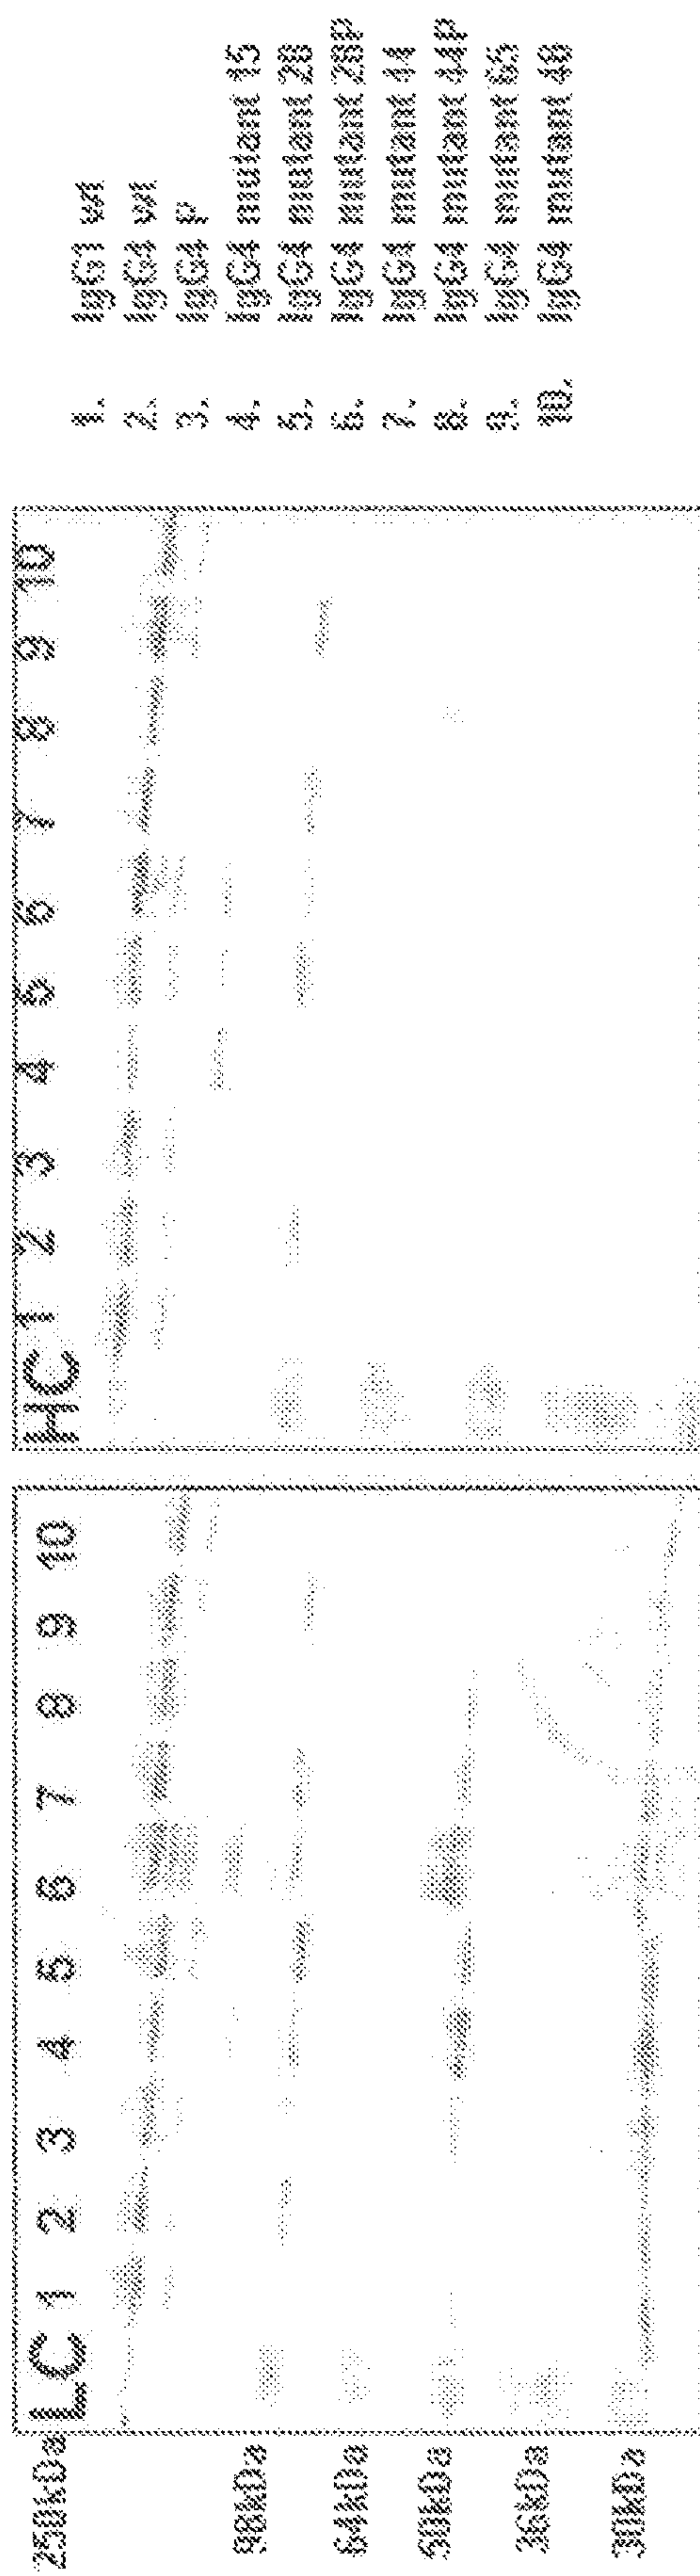 250kDa
98kDa
64kDa
50kDa
36kDa
30kDa
LC 1 2 3 4 5 6 7 8 9 10
HC 1 2 3 4 5 6 7 8 9 10
1. IgG1 wt
2. IgG4 wt
3. IgG4 P
4. IgG4 mutant 15
5. IgG4 mutant 28
6. IgG4 mutant 28P
7. IgG4 mutant 44
8. IgG4 mutant 44P
9. IgG4 mutant 65
10. IgG4 mutant 49